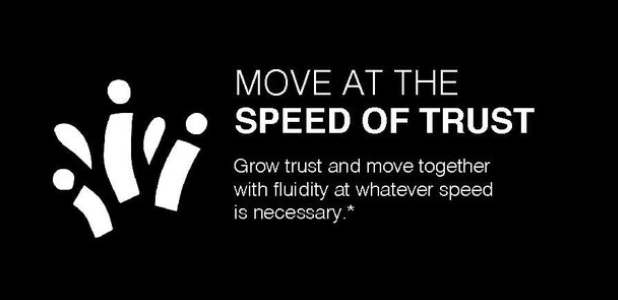 MOVE AT THE
SPEED OF TRUST
Grow trust and move together
with fluidity at whatever speed
is necessary.*